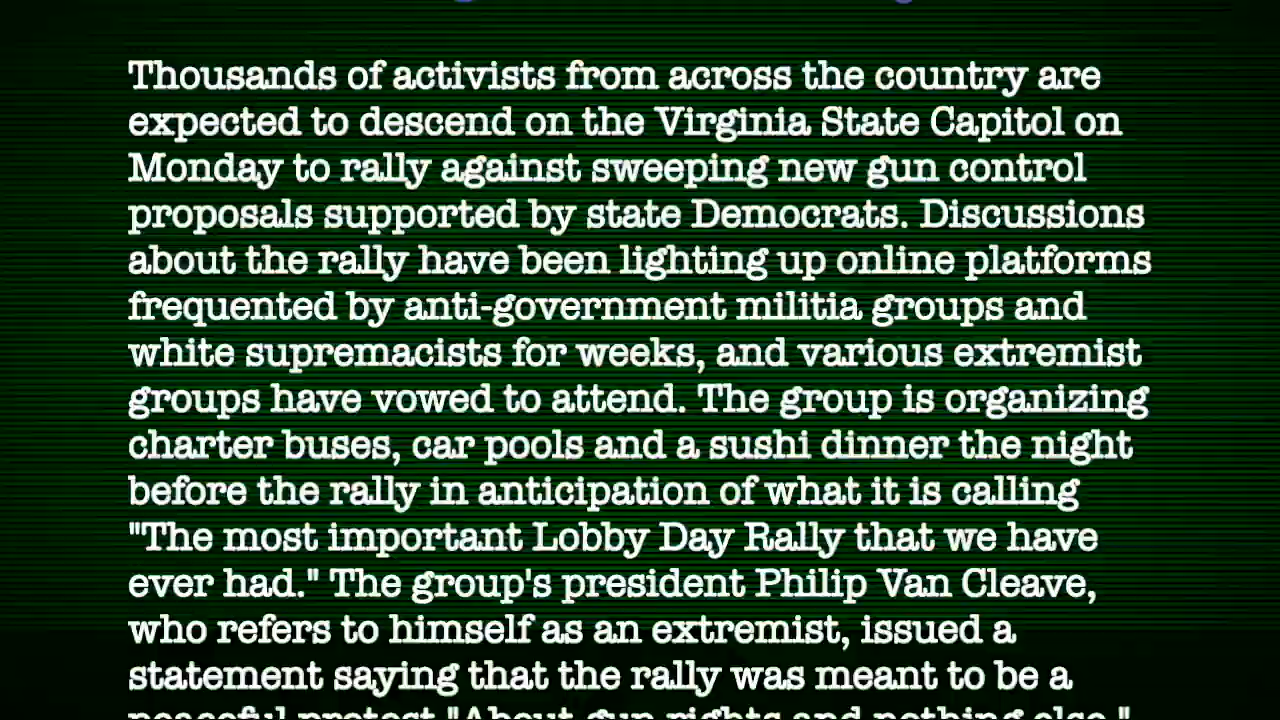 Thousands of activists from across the country are
expected to descend on the Virginia State Capitol on
Monday to rally against sweeping new gun control
proposals supported by state Democrats. Discussions
about the rally have been lighting up online platforms
frequented by anti-government militia groups and
white supremacists for weeks, and various extremist
groups have vowed to attend. The group is organizing
charter buses, car pools and a sushi dinner the night
before the rally in anticipation of what it is calling
"The most important Lobby Day Rally that we have
ever had." The group's president Philip Van Cleave,
who refers to himself as an extremist, issued a
statement saying that the rally was meant to be a
peaceful protest "About gun rights and nothing else."